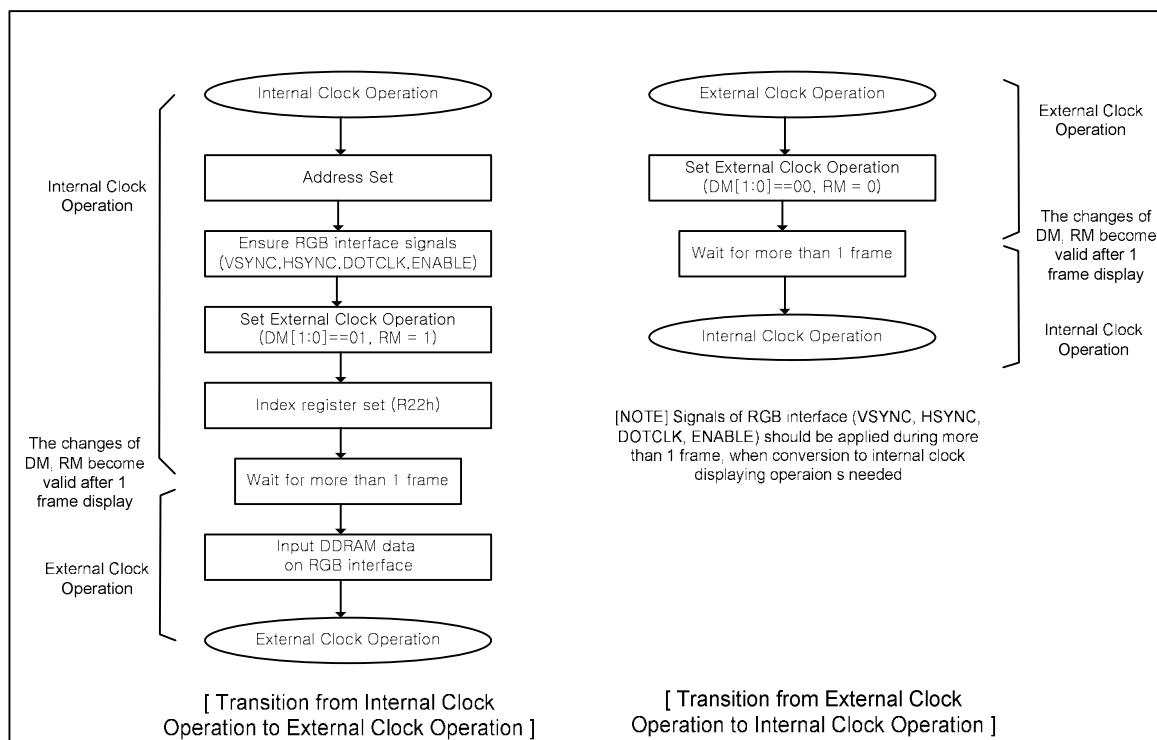 Internal Clock Operation
Address Set
Ensure RGB interface signals
(VSYNC,HSYNC,DOTCLK,ENABLE)
Set External Clock Operation
(DM[1:0]==01, RM = 1)
Index register set (R22h)
Wait for more than 1 frame
Input DDRAM data
on RGB interface
External Clock Operation
Internal Clock
Operation
The changes of
DM, RM become
valid after 1
frame display
External Clock
Operation
[ Transition from Internal Clock
Operation to External Clock Operation ]
External Clock Operation
Set External Clock Operation
(DM[1:0]==00, RM = 0)
Wait for more than 1 frame
Internal Clock Operation
External Clock
Operation
The changes of
DM, RM become
valid after 1
frame display
Internal Clock
Operation
[NOTE] Signals of RGB interface (VSYNC, HSYNC,
DOTCLK, ENABLE) should be applied during more
than 1 frame, when conversion to internal clock
displaying operaion s needed
[ Transition from External Clock
Operation to Internal Clock Operation ]